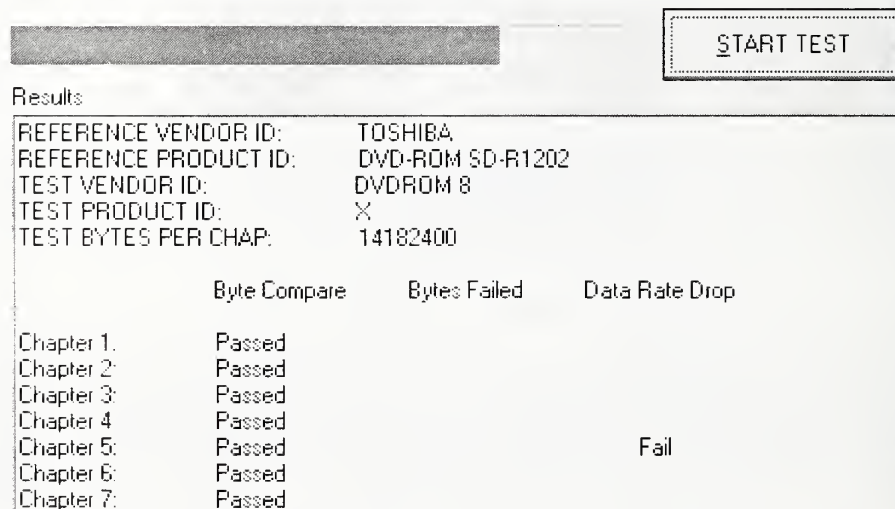 START TEST
Results
REFERENCE VENDOR ID: TOSHIBA
REFERENCE PRODUCT ID: DVD-ROM SD-R1202
TEST VENDOR ID: DVDROM 8
TEST PRODUCT ID: X
TEST BYTES PER CHAP: 14182400
Byte Compare Bytes Failed Data Rate Drop
Chapter 1: Passed
Chapter 2: Passed
Chapter 3: Passed
Chapter 4 Passed
Chapter 5: Passed Fail
Chapter 6: Passed
Chapter 7: Passed